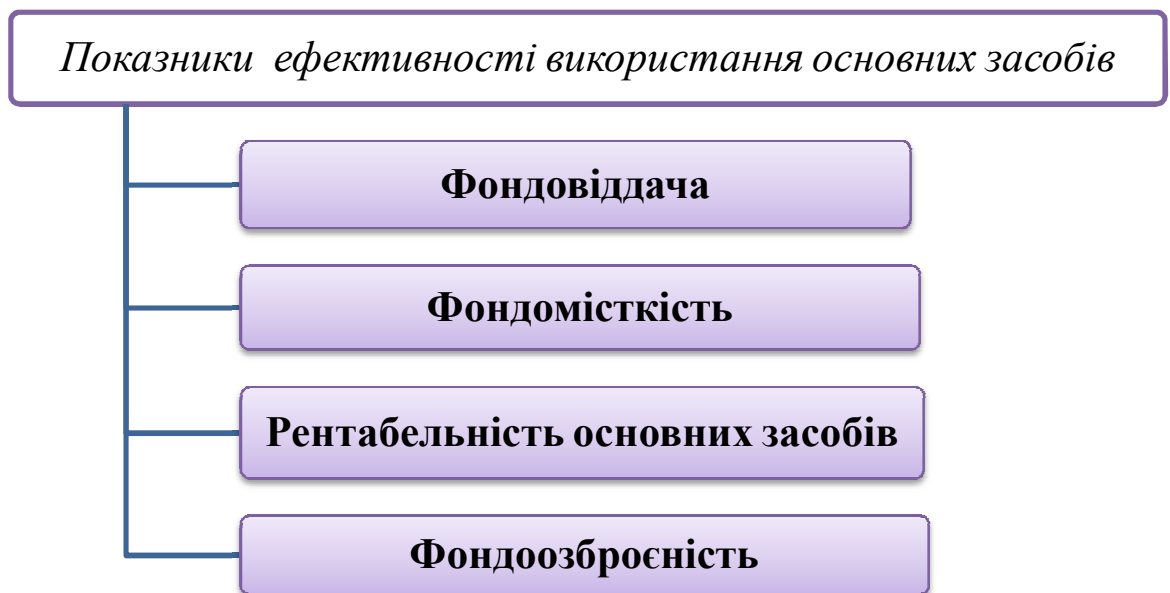 Показники ефективності використання основних засобів
Фондовіддача
Фондомісткість
Рентабельність основних засобів
Фондоозброєність